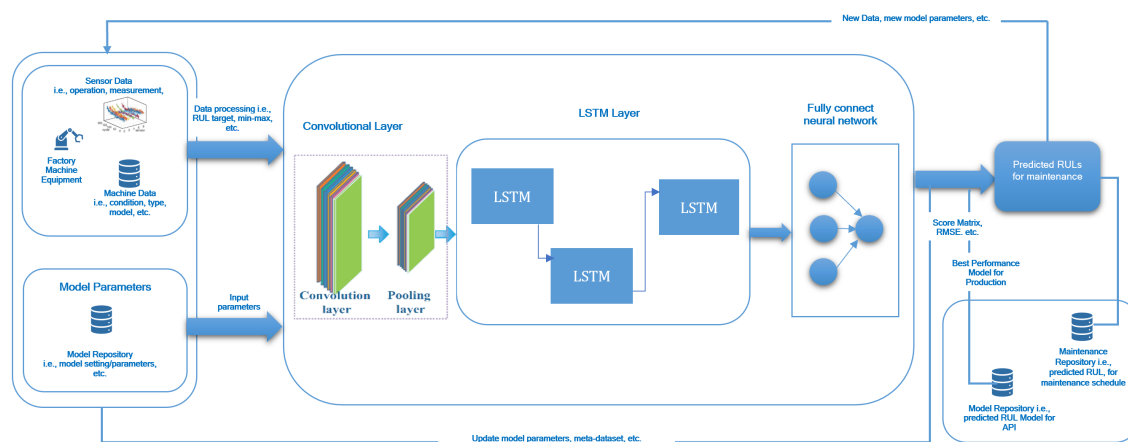 New Data, mew model parameters, etc.
Sensor Data
i.e., operation, measurement,
Factory
Machine
Equipment
Machine Data
i.e., condition, type,
model, etc.
Data processing i.e.,
RUL target, min-max,
etc.
Model Parameters
Model Repository
i.e., model setting/parameters,
etc.
Input
parameters
Convolutional Layer
Convolution
layer
Pooling
layer
LSTM Layer
LSTM
LSTM
LSTM
Fully connect
neural network
Predicted RULs
for maintenance
Score Matrix,
RMSE. etc.
Best Performance
Model for
Production
Maintenance
Repository i.e.,
predicted RUL, for
maintenance schedule
Model Repository i.e.,
predicted RUL Model for
API
Update model parameters, meta-dataset, etc.